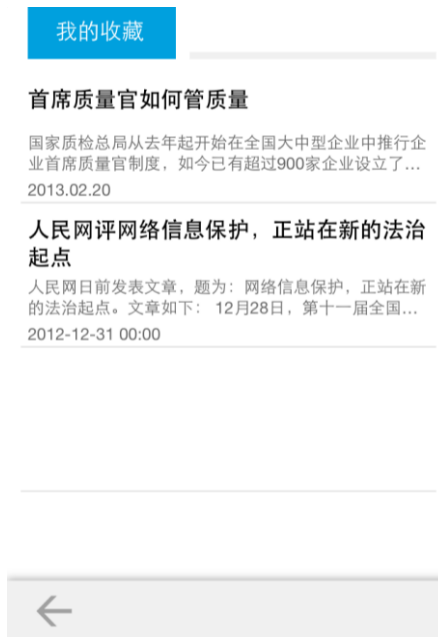 我的收藏
首席质量官如何管质量
国家质检总局从去年起开始在全国大中型企业中推行企
业首席质量官制度，如今已有超过900家企业设立了...
2013.02.20
人民网评网络信息保护，正站在新的法治
起点
人民网日前发表文章，题为：网络信息保护，正站在新
的法治起点。文章如下： 12月28日，第十一届全国...
2012-12-31 00:00